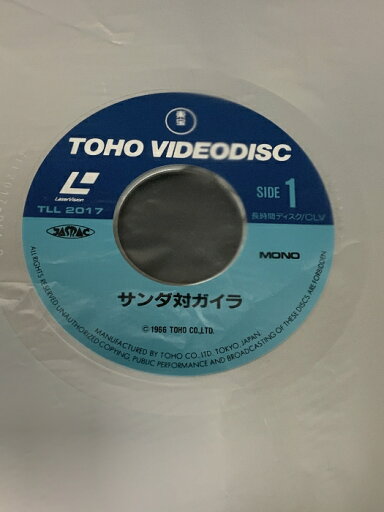 東宝
TOHO VIDEODISC
LaserVision
TLL 2017
SIDE 1
長時間ディスク/CLV
JASRAC
MONO
サンダ対ガイラ
Ⓒ1966 TOHO CO.,LTD.
MANUFACTURED BY TOHO CO.,LTD. TOKYO, JAPAN.
ALL RIGHTS RESERVED. UNAUTHORIZED COPYING, PUBLIC PERFORMANCE AND BROADCASTING OF THESE DISCS ARE FORBIDDEN